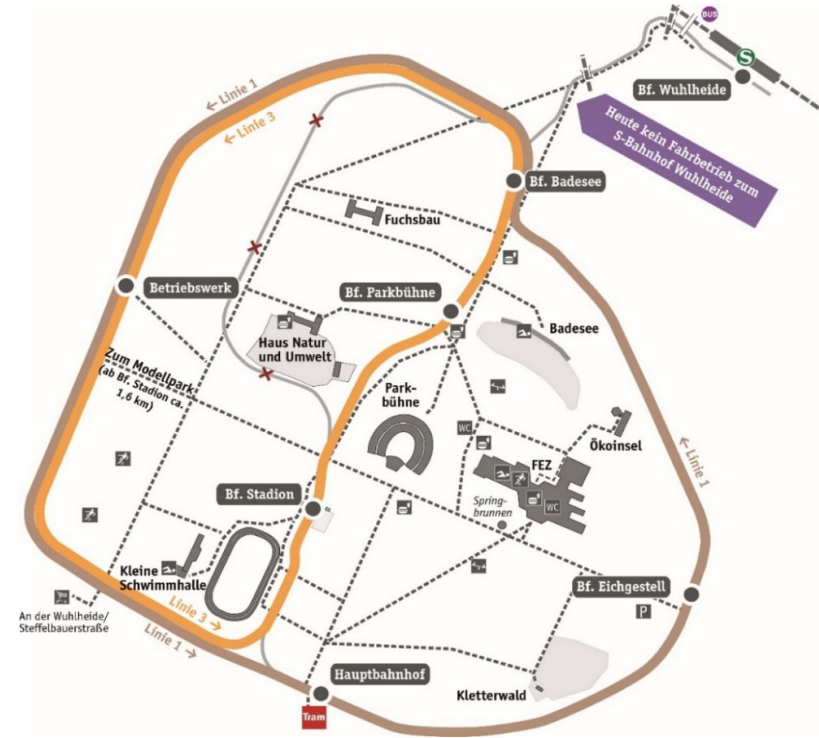 BUS
S
Bf. Wuhlheide
Heute kein Fahrbetrieb zum
S-Bahnhof Wuhlheide
← Linie 1
← Linie 3
Bf. Badesee
Fuchsbau
Betriebswerk
Bf. Parkbühne
Haus Natur
und Umwelt
Badesee
Zum Modellpark
(ab Bf. Stadion ca.
1,6 km)
Park-
bühne
WC
Ökoinsel
← Linie 1
FEZ
WC
Spring-
brunnen
Bf. Stadion
Kleine
Schwimmhalle
Bf. Eichgestell
P
An der Wuhlheide/
Steffelbauerstraße
Linie 3 →
Linie 1 →
Hauptbahnhof
Kletterwald
Tram